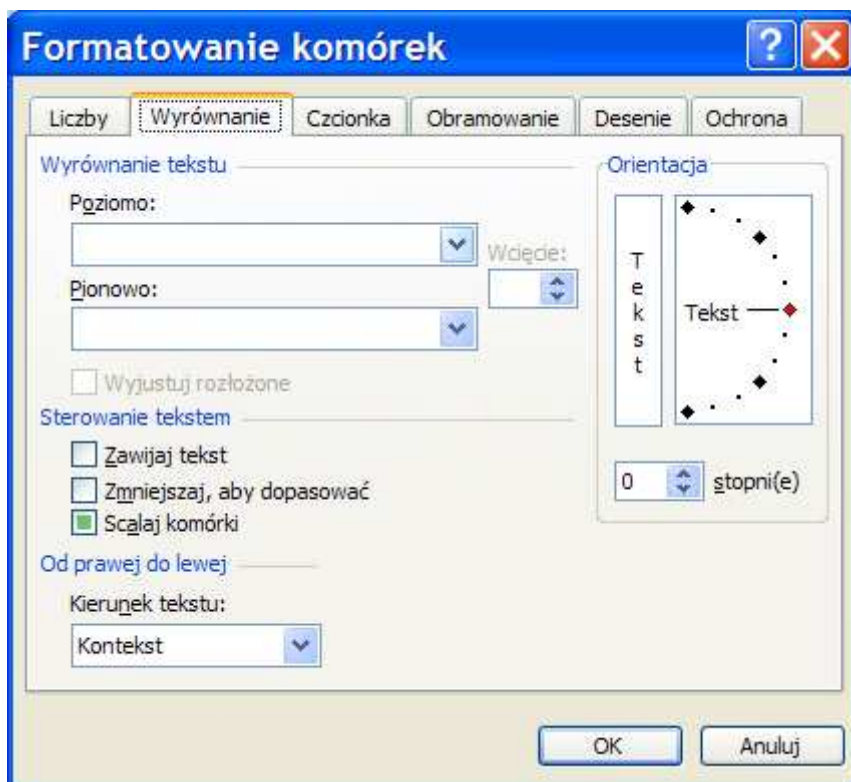 Formatowanie komórek
Liczby Wyrównanie Czcionka Obramowanie Desenie Ochrona
Wyrównanie tekstu
Poziomo:
Wcięcie:
Pionowo:
Wyjustuj rozłożone
Sterowanie tekstem
Zawijaj tekst
Zmniejszaj, aby dopasować
Scalaj komórki
Od prawej do lewej
Kierunek tekstu:
Kontekst
Orientacja
Tekst
Tekst
0 stopni(e)
OK Anuluj